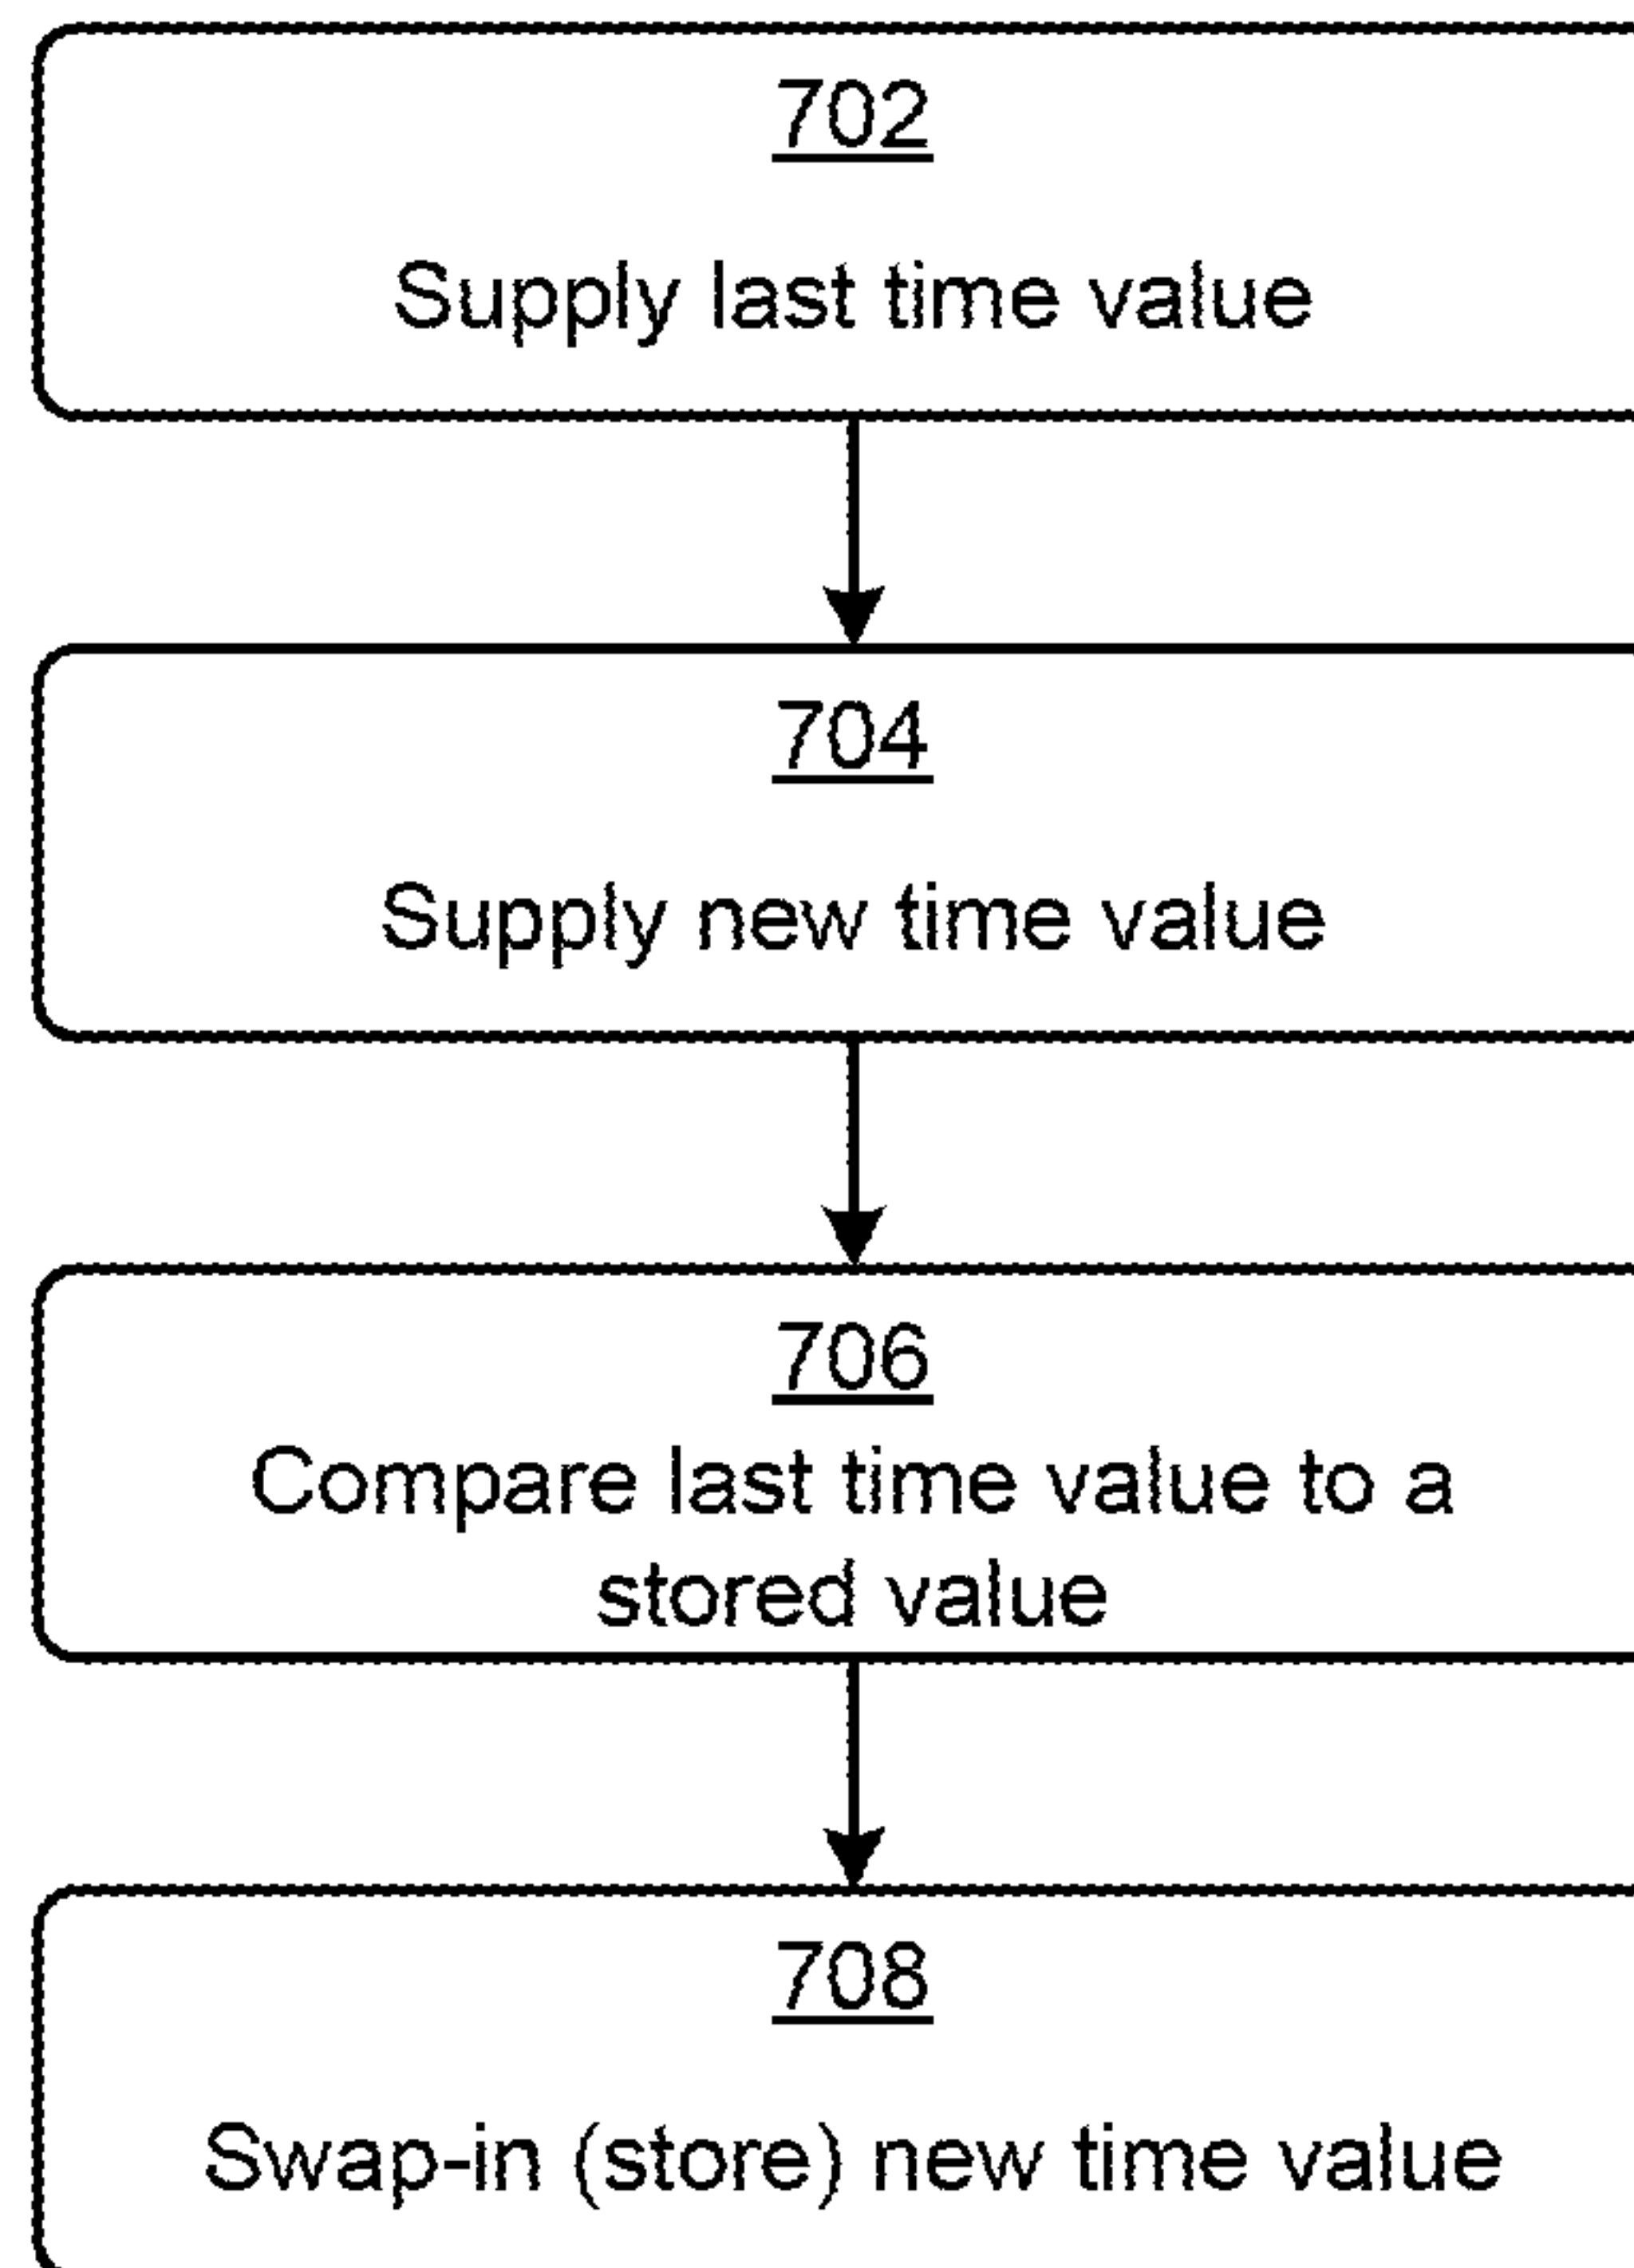 702
Supply last time value
704
Supply new time value
706
Compare last time value to a
stored value
708
Swap-in (store) new time value